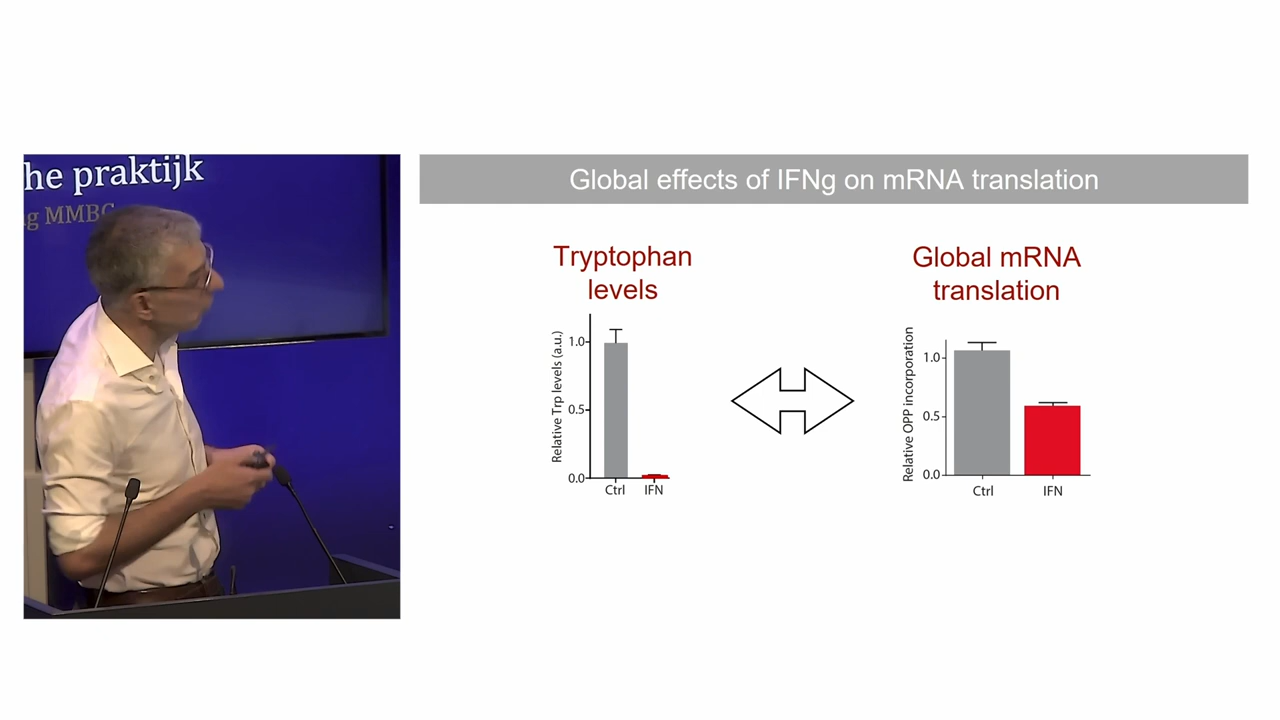 he praktijk
g MMBC
Global effects of IFNg on mRNA translation
Tryptophan
levels
Relative Trp levels (a.u.)
1.0
0.5
0.0
Ctrl
IFN
Global mRNA
translation
Relative OPP incorporation
1.0
0.5
0.0
Ctrl
IFN